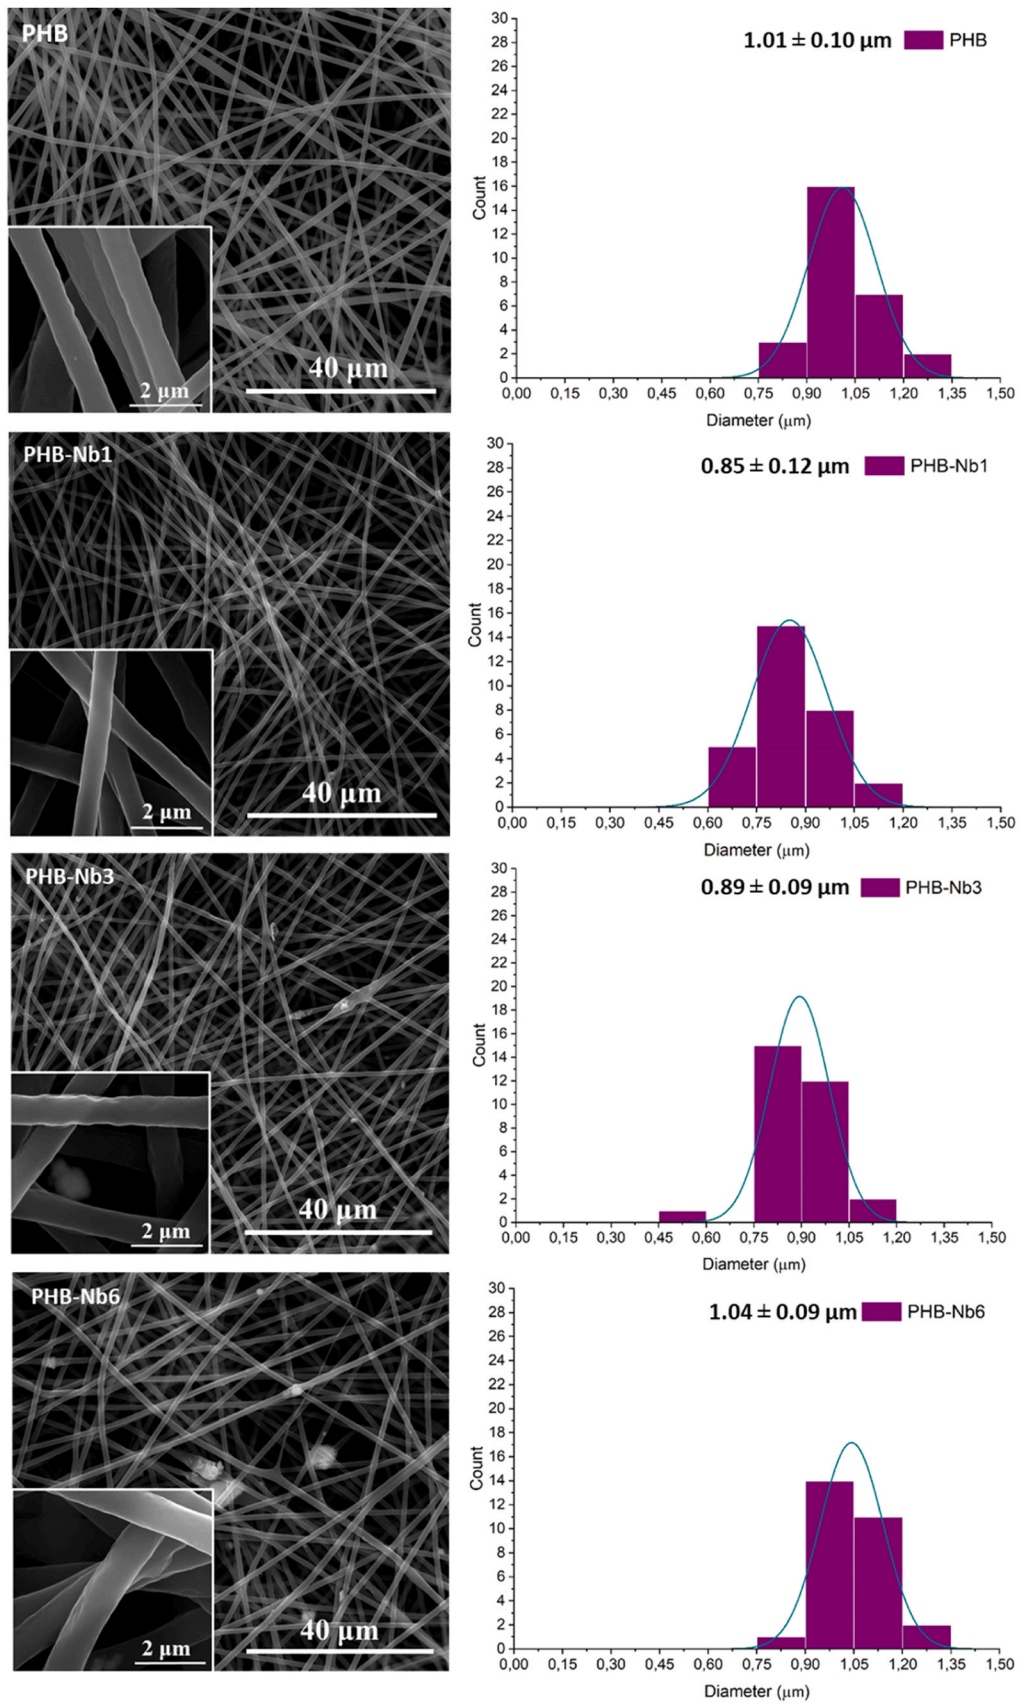 PHB
2 µm
40 µm
1.01 ± 0.10 µm PHB
30
28
26
24
22
20
18
16
14
12
10
8
6
4
2
0
Count
0,00 0,15 0,30 0,45 0,60 0,75 0,90 1,05 1,20 1,35 1,50
Diameter (µm)
PHB-Nb1
2 µm
40 µm
0.85 ± 0.12 µm PHB-Nb1
30
28
26
24
22
20
18
16
14
12
10
8
6
4
2
0
Count
0,00 0,15 0,30 0,45 0,60 0,75 0,90 1,05 1,20 1,35 1,50
Diameter (µm)
PHB-Nb3
2 µm
40 µm
0.89 ± 0.09 µm PHB-Nb3
30
28
26
24
22
20
18
16
14
12
10
8
6
4
2
0
Count
0,00 0,15 0,30 0,45 0,60 0,75 0,90 1,05 1,20 1,35 1,50
Diameter (µm)
PHB-Nb6
2 µm
40 µm
1.04 ± 0.09 µm PHB-Nb6
30
28
26
24
22
20
18
16
14
12
10
8
6
4
2
0
Count
0,00 0,15 0,30 0,45 0,60 0,75 0,90 1,05 1,20 1,35 1,50
Diameter (µm)